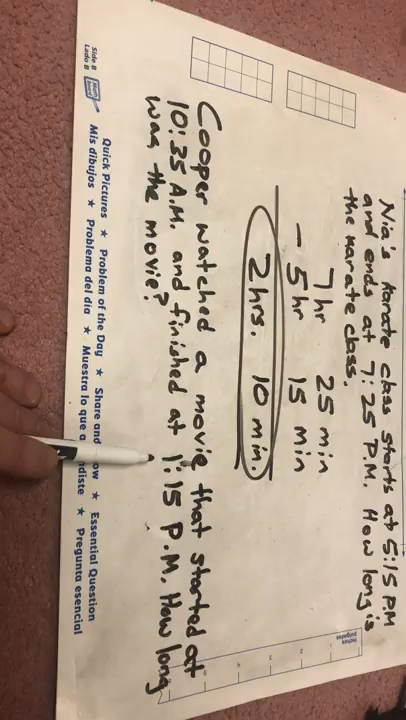 Nia's karate class starts at 5:15 PM
and ends at 7:25 P.M. How long is
the karate class.
7 hr 25 min
- 5 hr 15 min
2 hrs. 10 min.
Cooper watched a movie that started at
10:35 A.M. and finished at 1:15 P.M. How long
was the movie?
Side B
Lado B
Quick Pictures ★ Problem of the Day ★ Share and ow ★ Essential Question
Mis dibujos ★ Problema del día ★ Muestra lo que a ndiste ★ Pregunta esencial